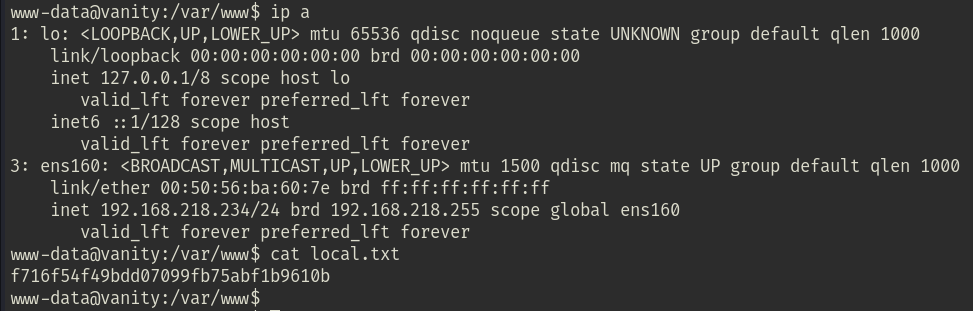 www-data@vanity:/var/www$ ip a
1: lo: <LOOPBACK,UP,LOWER_UP> mtu 65536 qdisc noqueue state UNKNOWN group default qlen 1000
    link/loopback 00:00:00:00:00:00 brd 00:00:00:00:00:00
    inet 127.0.0.1/8 scope host lo
       valid_lft forever preferred_lft forever
    inet6 ::1/128 scope host
       valid_lft forever preferred_lft forever
3: ens160: <BROADCAST,MULTICAST,UP,LOWER_UP> mtu 1500 qdisc mq state UP group default qlen 1000
    link/ether 00:50:56:ba:60:7e brd ff:ff:ff:ff:ff:ff
    inet 192.168.218.234/24 brd 192.168.218.255 scope global ens160
       valid_lft forever preferred_lft forever
www-data@vanity:/var/www$ cat local.txt
f716f54f49bdd07099fb75abf1b9610b
www-data@vanity:/var/www$